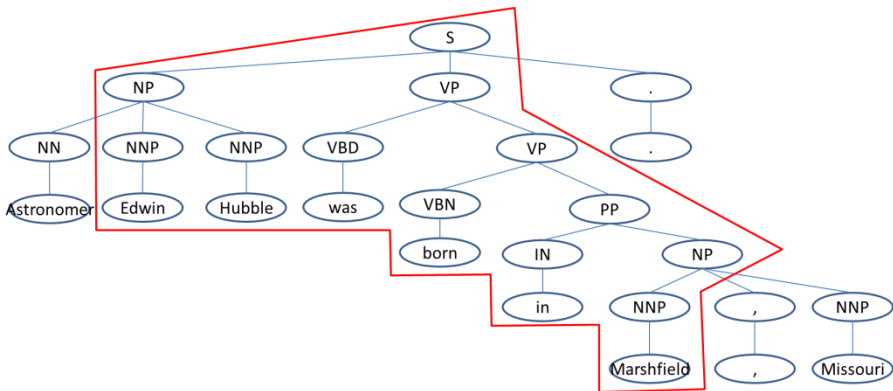 S
NP VP .
NN NNP NNP VBD VP .
Astronomer Edwin Hubble was VBN PP
born IN NP
in NNP , NNP
Marshfield , Missouri